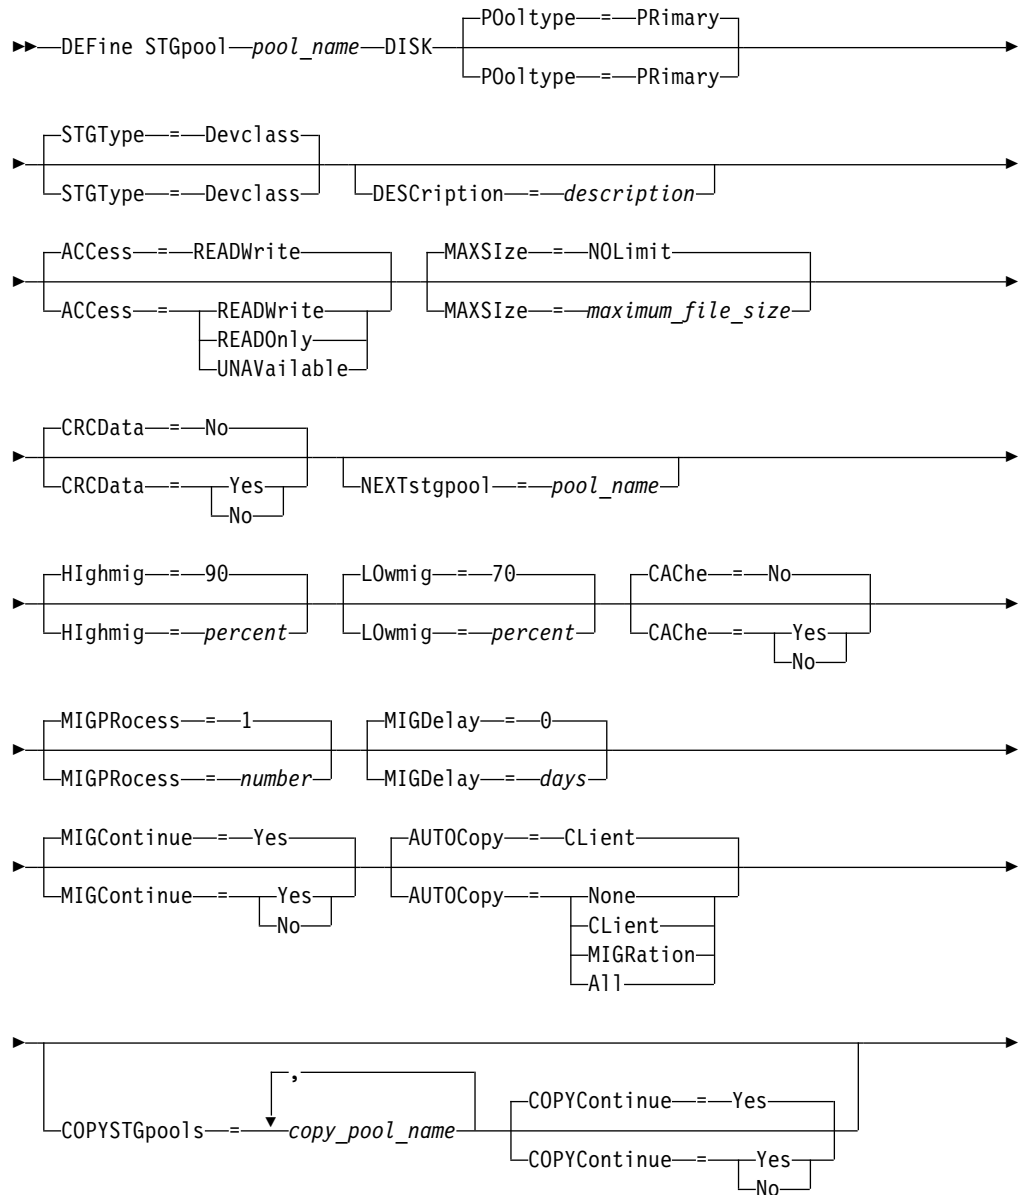 POoltype = PRimary
DEFine STGpool pool_name DISK
POoltype = PRimary
STGType = Devclass
STGType = Devclass
DESCription = description
ACCess = READWrite
MAXSIze = NOLimit
ACCess = READWrite
MAXSIze = maximum_file_size
READOnly
UNAVailable
CRCData = No
CRCData = Yes
NEXTstgpool = pool_name
No
HIghmig = 90
LOwmig = 70
CAChe = No
HIghmig = percent
LOwmig = percent
CAChe = Yes
No
MIGPRocess = 1
MIGDelay = 0
MIGPRocess = number
MIGDelay = days
MIGContinue = Yes
AUTOCopy = CLient
MIGContinue = Yes
AUTOCopy = None
No
CLient
MIGRation
All
,
COPYContinue = Yes
COPYSTGpools = copy_pool_name
COPYContinue = Yes
No